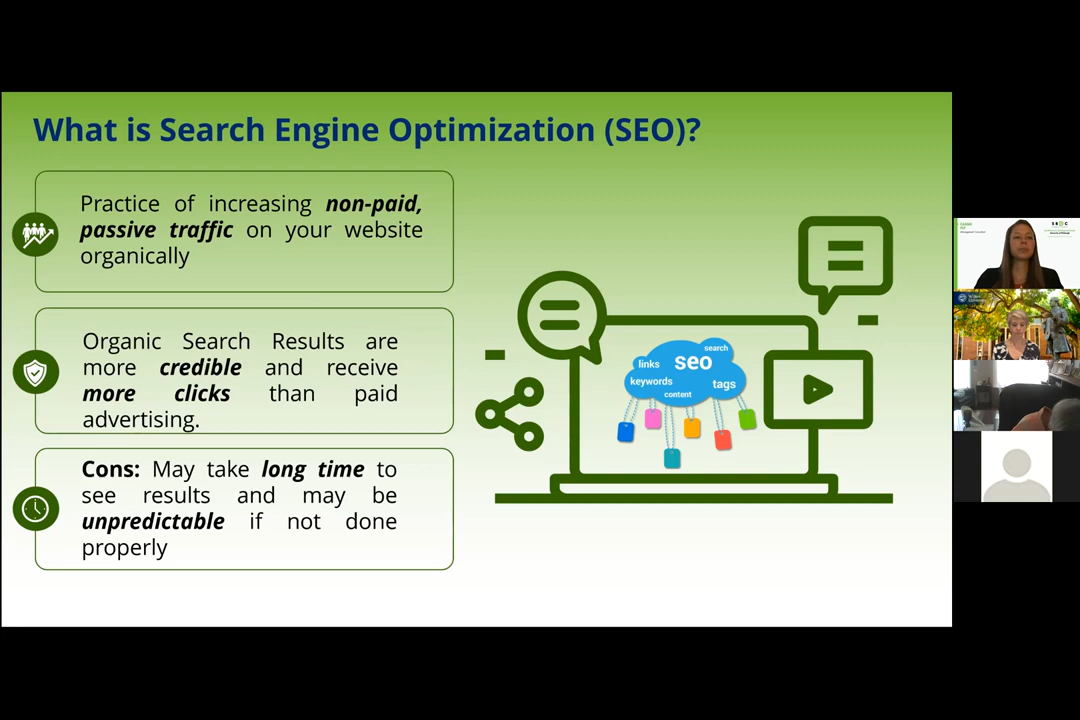 What is Search Engine Optimization (SEO)?
Practice of increasing non-paid,
passive traffic on your website
organically
Organic Search Results are
more credible and receive
more clicks than paid
advertising.
Cons: May take long time to
see results and may be
unpredictable if not done
properly
search
links
seo
keywords
tags
content